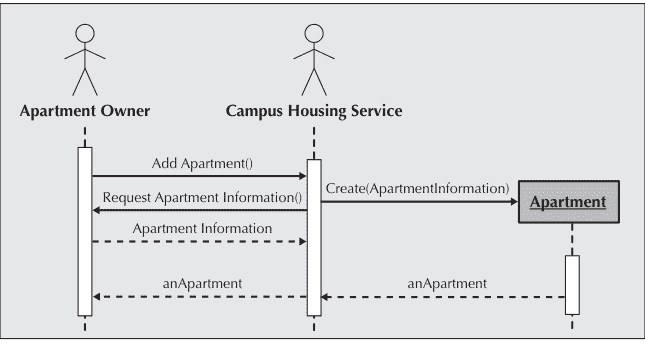 Apartment Owner
Campus Housing Service
Add Apartment()
Create(ApartmentInformation)
Apartment
Request Apartment Information()
Apartment Information
anApartment
anApartment